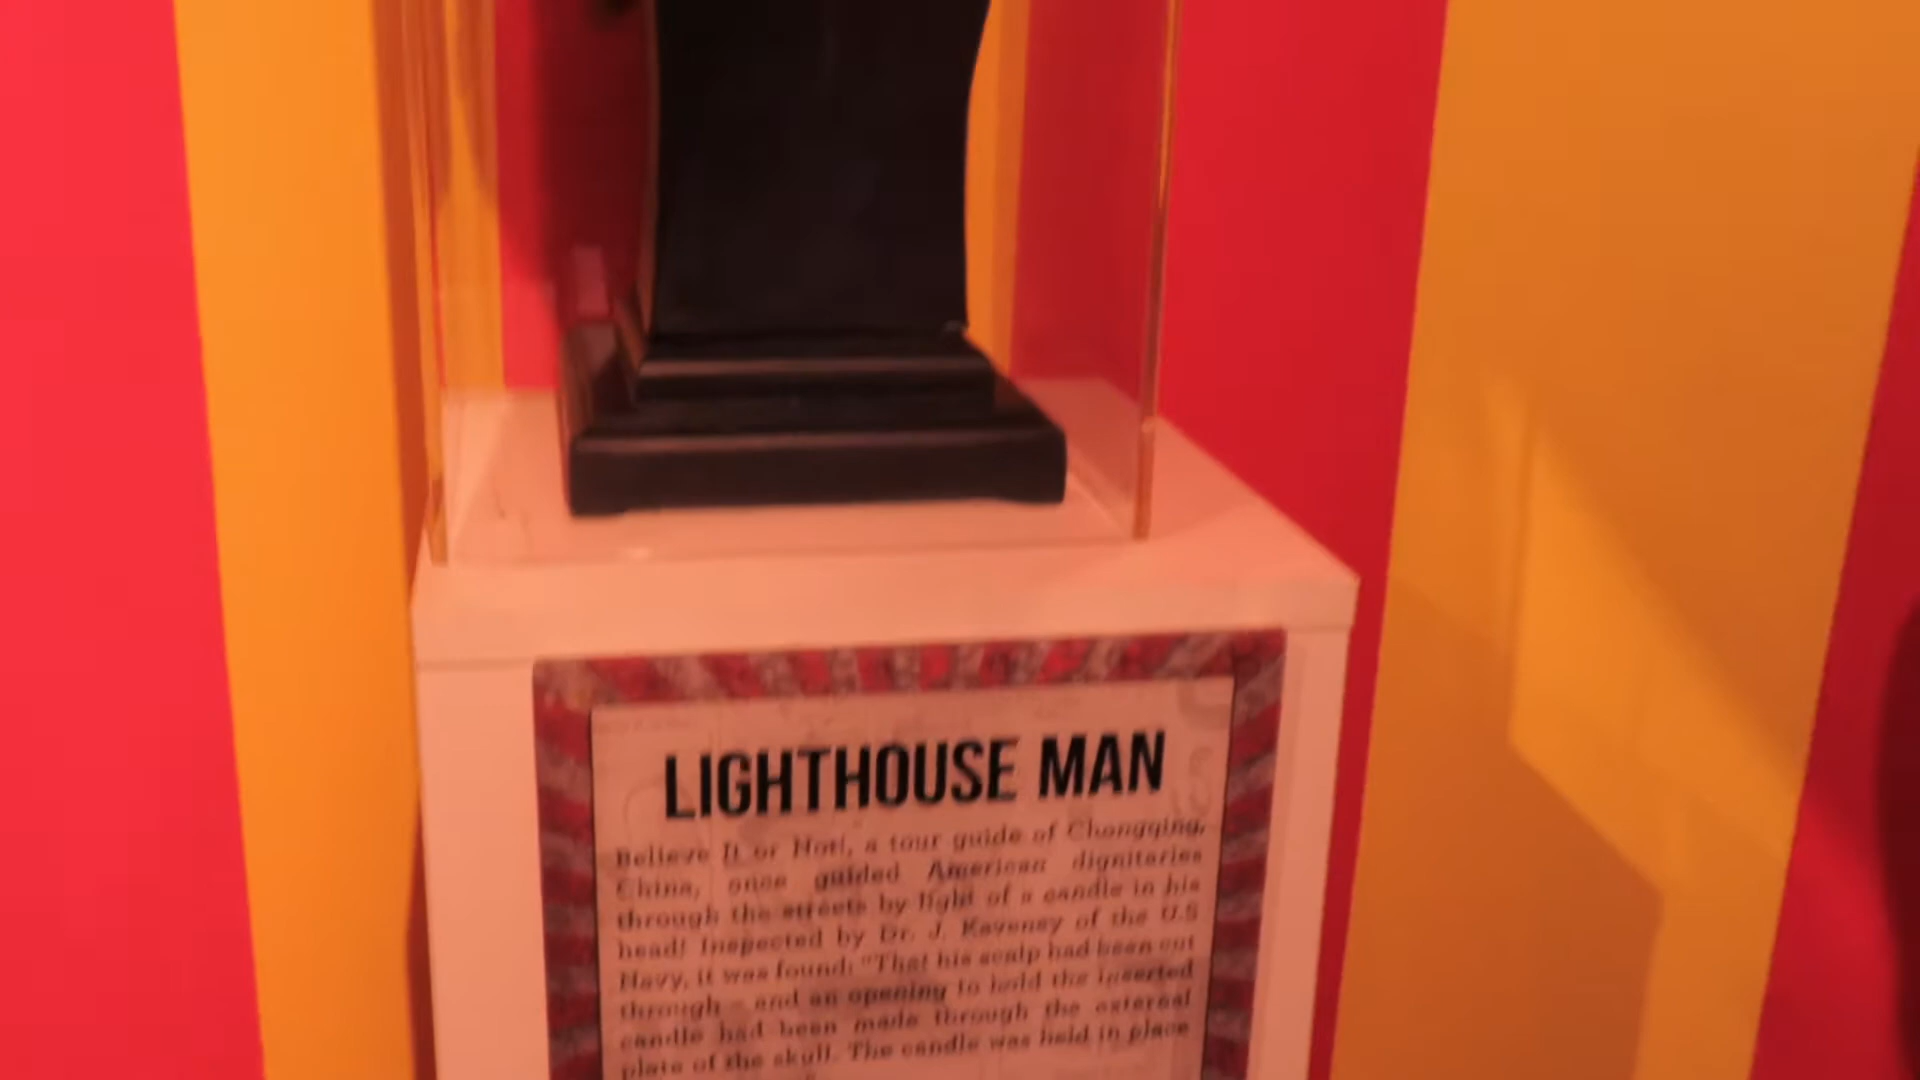 LIGHTHOUSE MAN
Believe It or Not!, a tour guide of Chongqing,
China, once guided American dignitaries
through the streets by light of a candle in his
head! Inspected by Dr. J. Kaveney of the U.S
Navy, it was found: "That his scalp had been cut
through - and an opening to hold the inserted
candle had been made through the external
plate of the skull. The candle was held in place